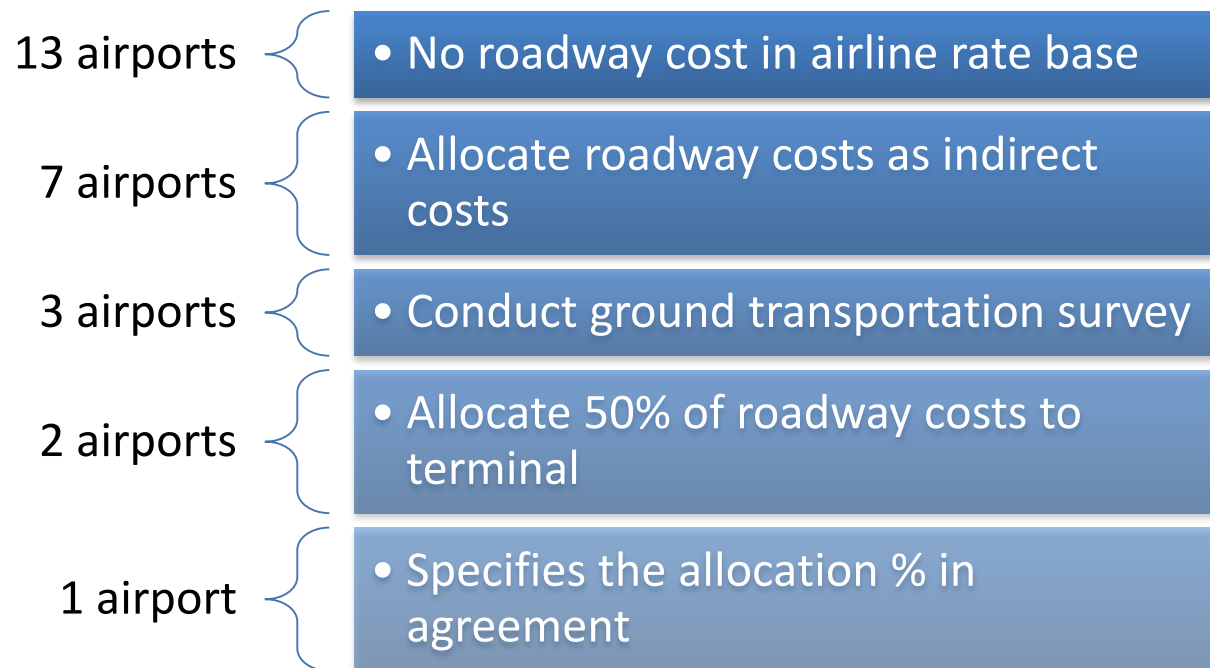 13 airports
• No roadway cost in airline rate base
7 airports
• Allocate roadway costs as indirect
costs
3 airports
• Conduct ground transportation survey
2 airports
• Allocate 50% of roadway costs to
terminal
1 airport
• Specifies the allocation % in
agreement